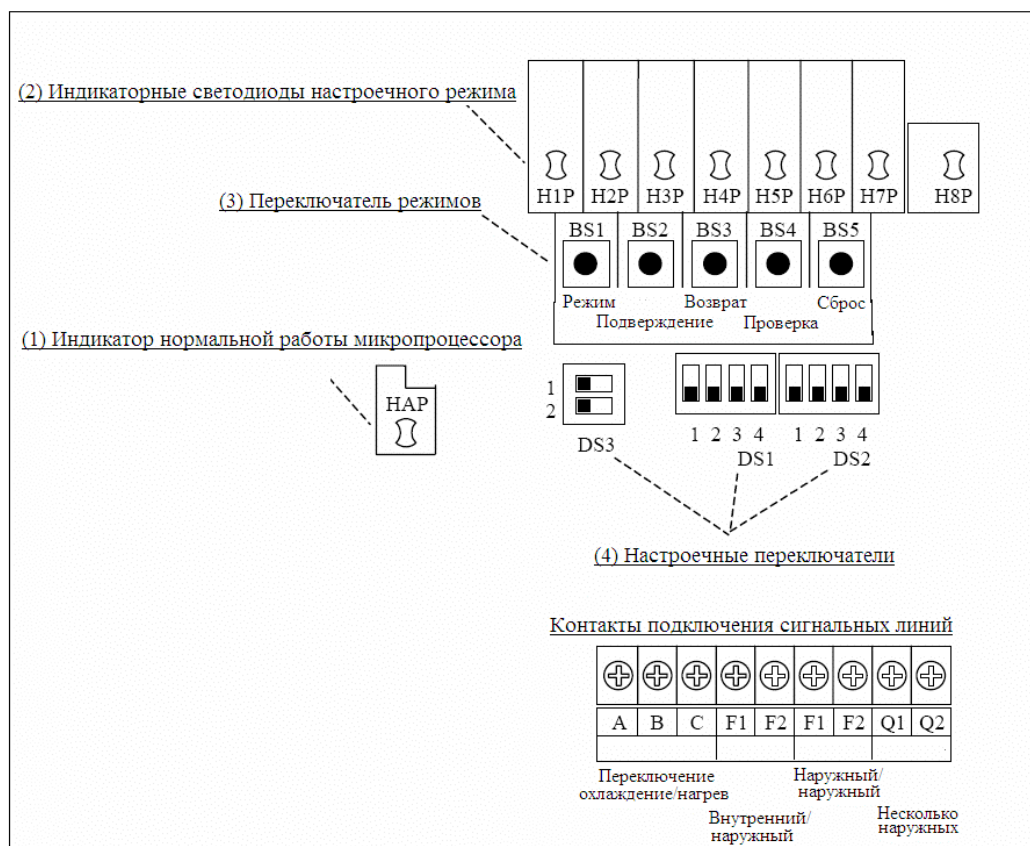 (2) Индикаторные светодиоды настроечного режима
H1P H2P H3P H4P H5P H6P H7P H8P
(3) Переключатель режимов
BS1 BS2 BS3 BS4 BS5
Режим Возврат Сброс
Подверждение Проверка
(1) Индикатор нормальной работы микропроцессора
HAP
1
2
DS3
1 2 3 4 1 2 3 4
DS1 DS2
(4) Настроечные переключатели
Контакты подключения сигнальных линий
A B C F1 F2 F1 F2 Q1 Q2
Переключение
охлаждение/нагрев
Внутренний/
наружный
Наружный/
наружный
Несколько
наружных